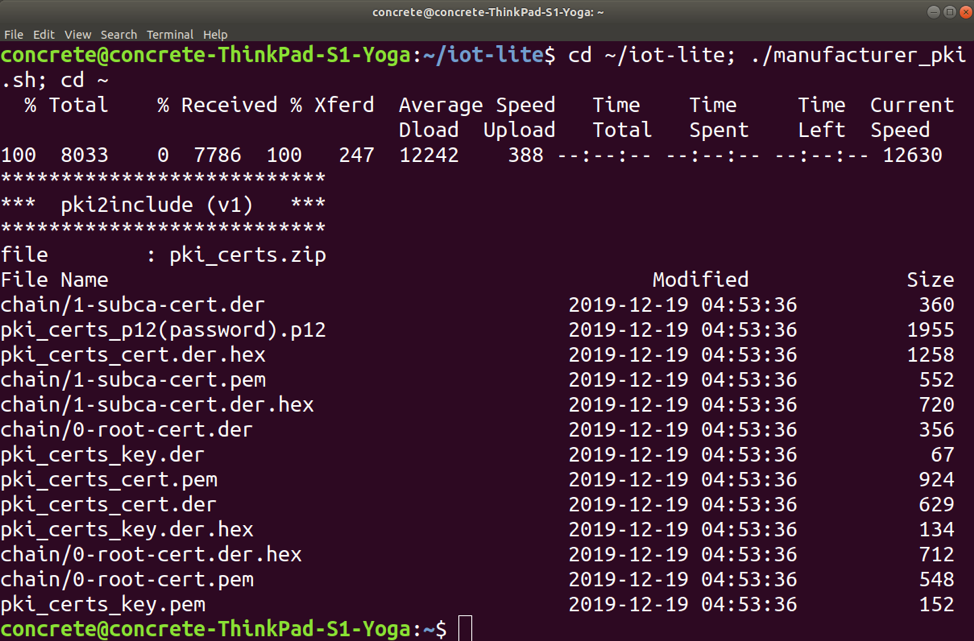 concrete@concrete-ThinkPad-S1-Yoga: ~
File Edit View Search Terminal Help
concrete@concrete-ThinkPad-S1-Yoga:~/iot-lite$ cd ~/iot-lite; ./manufacturer_pki
.sh; cd ~
% Total % Received % Xferd Average Speed Time Time Time Current
Dload Upload Total Spent Left Speed
100 8033 0 7786 100 247 12242 388 --:--:-- --:--:-- --:--:-- 12630
***************************
*** pki2include (v1) ***
***************************
file : pki_certs.zip
File Name Modified Size
chain/1-subca-cert.der 2019-12-19 04:53:36 360
pki_certs_p12(password).p12 2019-12-19 04:53:36 1955
pki_certs_cert.der.hex 2019-12-19 04:53:36 1258
chain/1-subca-cert.pem 2019-12-19 04:53:36 552
chain/1-subca-cert.der.hex 2019-12-19 04:53:36 720
chain/0-root-cert.der 2019-12-19 04:53:36 356
pki_certs_key.der 2019-12-19 04:53:36 67
pki_certs_cert.pem 2019-12-19 04:53:36 924
pki_certs_cert.der 2019-12-19 04:53:36 629
pki_certs_key.der.hex 2019-12-19 04:53:36 134
chain/0-root-cert.der.hex 2019-12-19 04:53:36 712
chain/0-root-cert.pem 2019-12-19 04:53:36 548
pki_certs_key.pem 2019-12-19 04:53:36 152
concrete@concrete-ThinkPad-S1-Yoga:~$